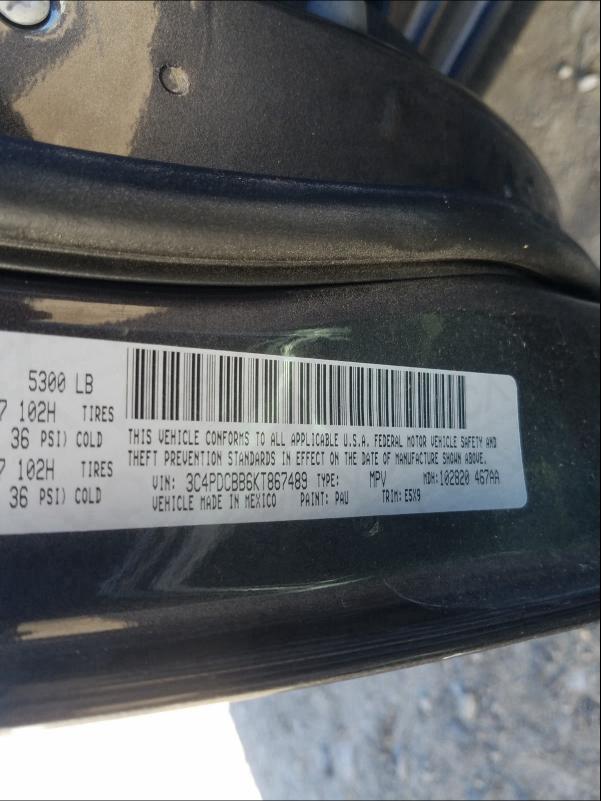 5300 LB
7 102H TIRES
36 PSI) COLD
7 102H TIRES
36 PSI) COLD
THIS VEHICLE CONFORMS TO ALL APPLICABLE U.S.A. FEDERAL MOTOR VEHICLE SAFETY AND
THEFT PREVENTION STANDARDS IN EFFECT ON THE DATE OF MANUFACTURE SHOWN ABOVE.
VIN: 3C4PDCBB6KT867489 TYPE: MPV MDH:102820 467AA
VEHICLE MADE IN MEXICO PAINT: PAU TRIM: E5X9